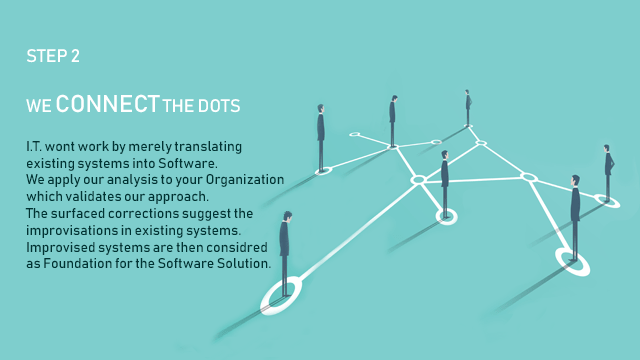 STEP 2
WE CONNECT THE DOTS
I.T. wont work by merely translating
existing systems into Software.
We apply our analysis to your Organization
which validates our approach.
The surfaced corrections suggest the
improvisations in existing systems.
Improvised systems are then considred
as Foundation for the Software Solution.